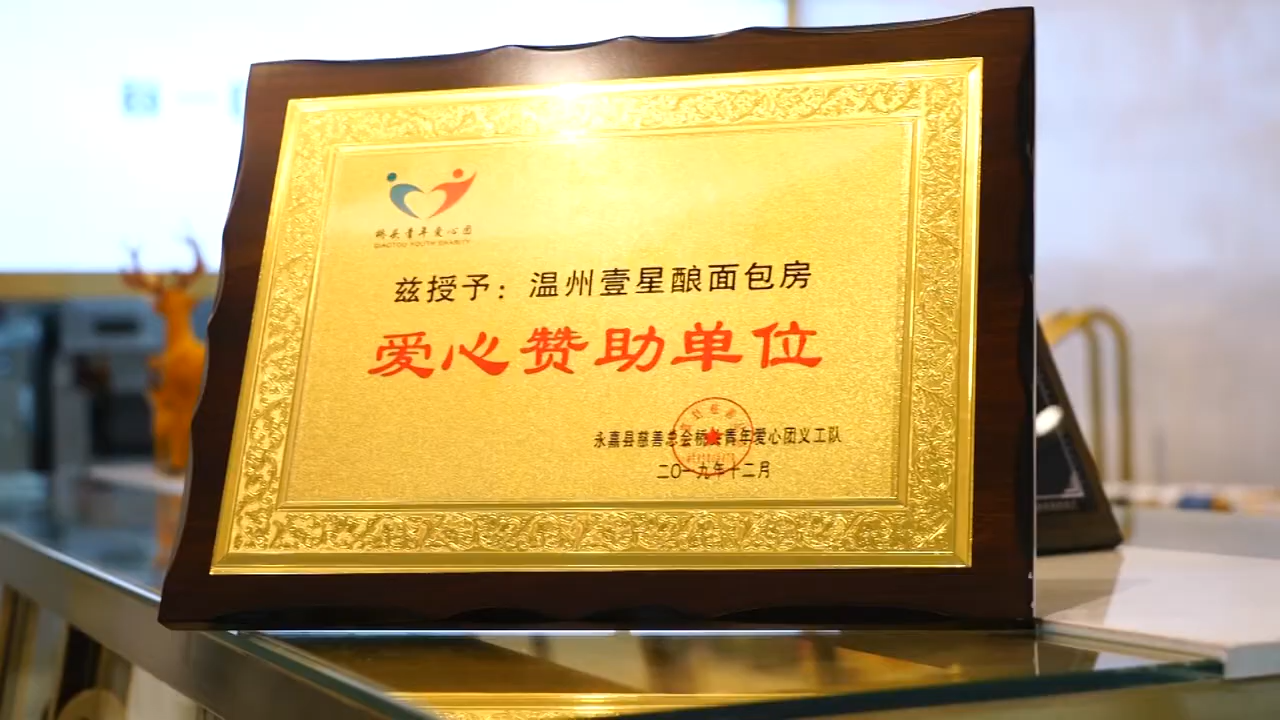 桥头青年爱心团
QIAOTOU YOUTH CHARITY
兹授予：温州壹星酿面包房
爱心赞助单位
永嘉县慈善总会桥头青年爱心团义工队
二〇一九年十二月